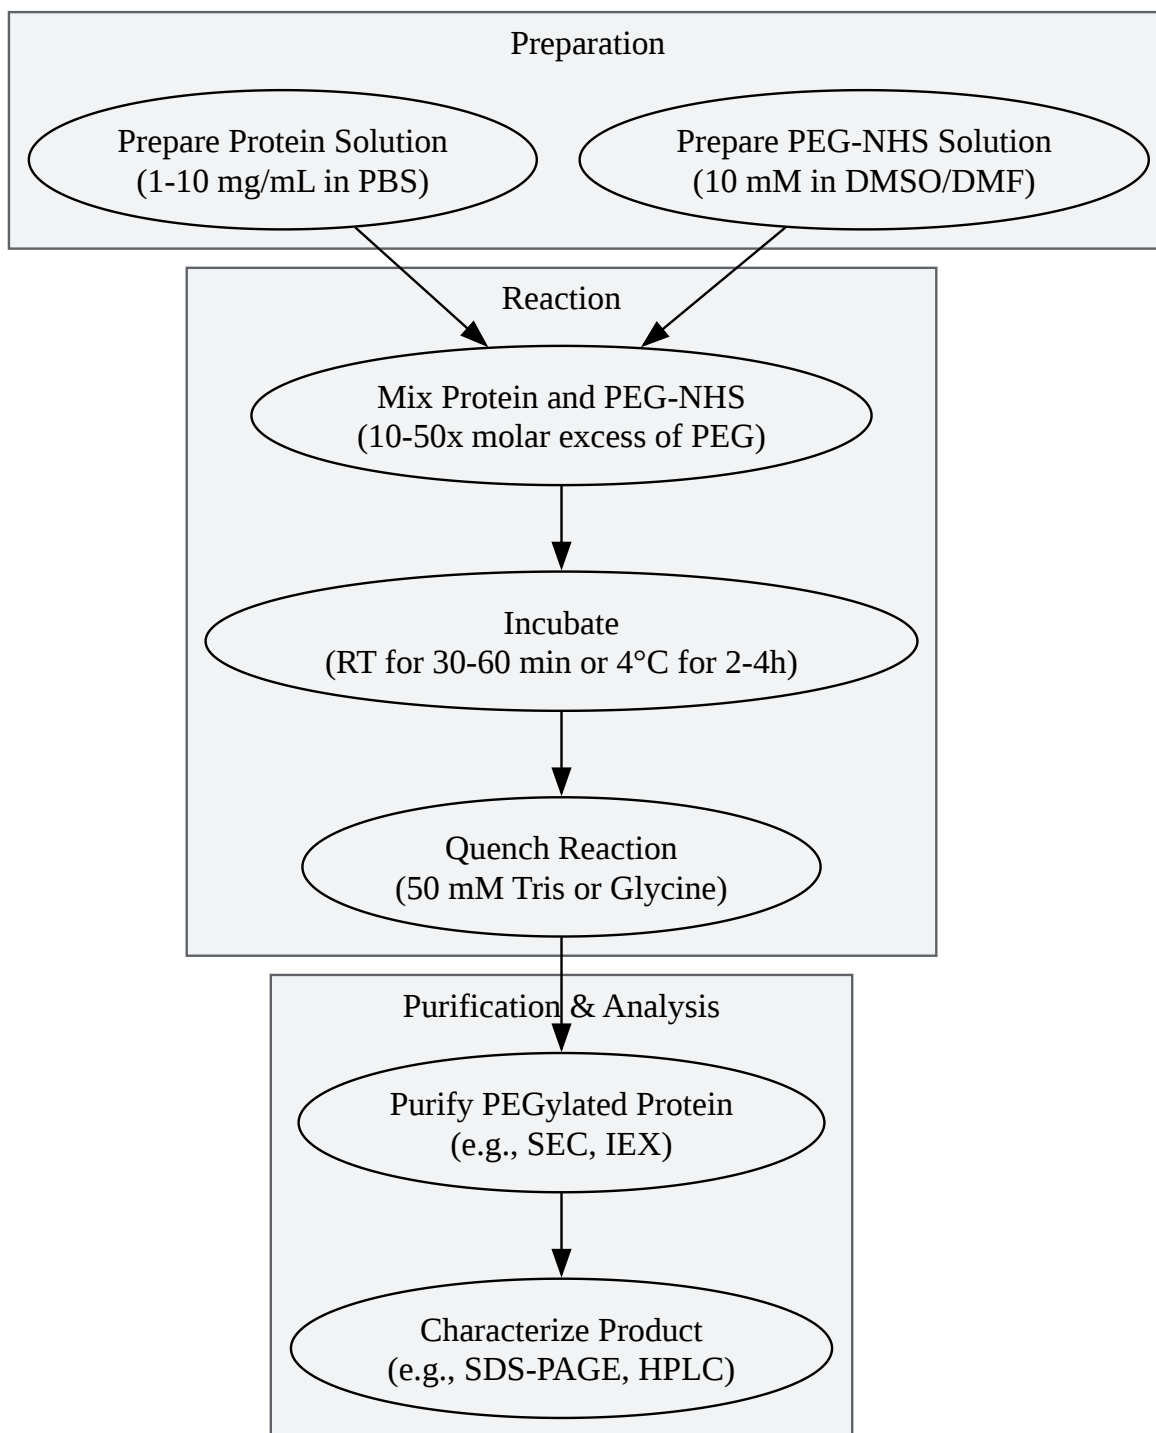 Preparation
Prepare Protein Solution
(1-10 mg/mL in PBS)
Prepare PEG-NHS Solution
(10 mM in DMSO/DMF)
Reaction
Mix Protein and PEG-NHS
(10-50x molar excess of PEG)
Incubate
(RT for 30-60 min or 4°C for 2-4h)
Quench Reaction
(50 mM Tris or Glycine)
Purification & Analysis
Purify PEGylated Protein
(e.g., SEC, IEX)
Characterize Product
(e.g., SDS-PAGE, HPLC)